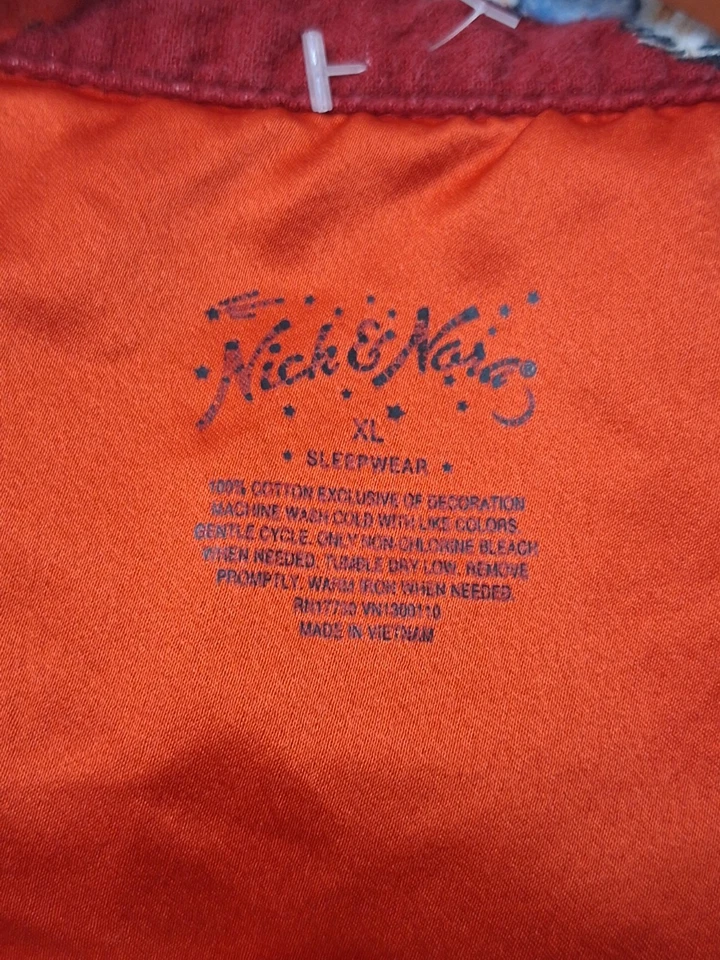 Nick & Nora®
XL
SLEEPWEAR
100% COTTON EXCLUSIVE OF DECORATION
MACHINE WASH COLD WITH LIKE COLORS
GENTLE CYCLE. ONLY NON-CHLORINE BLEACH
WHEN NEEDED. TUMBLE DRY LOW. REMOVE
PROMPTLY. WARM IRON WHEN NEEDED.
VN1300110
MADE IN VIETNAM